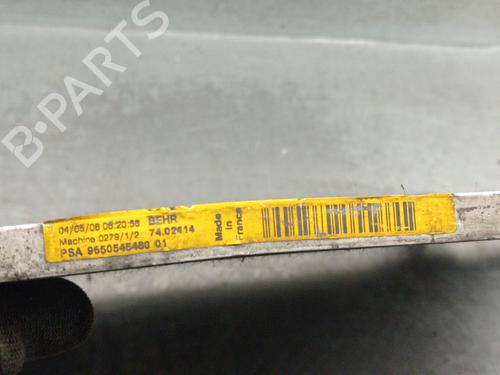 B-PARTS
04/05/06 06:20:56 BEHR
Machine 0279/1/2 74.02414
PSA 9650545480 01
Made
in
France